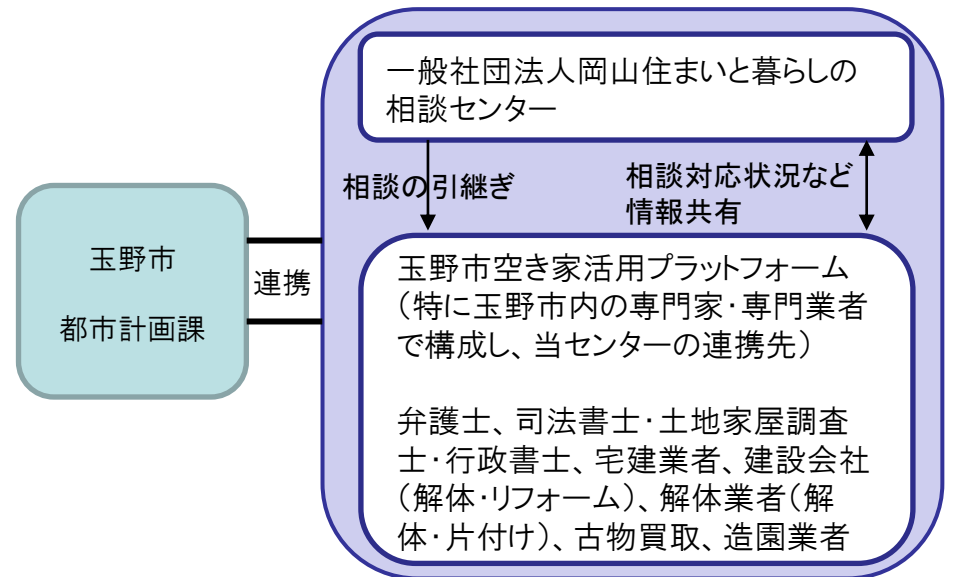 一般社団法人岡山住まいと暮らしの
相談センター
相談の引継ぎ
相談対応状況など
情報共有
玉野市
都市計画課
連携
玉野市空き家活用プラットフォーム
（特に玉野市内の専門家・専門業者
で構成し、当センターの連携先）
弁護士、司法書士・土地家屋調査
士・行政書士、宅建業者、建設会社
（解体・リフォーム）、解体業者（解
体・片付け）、古物買取、造園業者